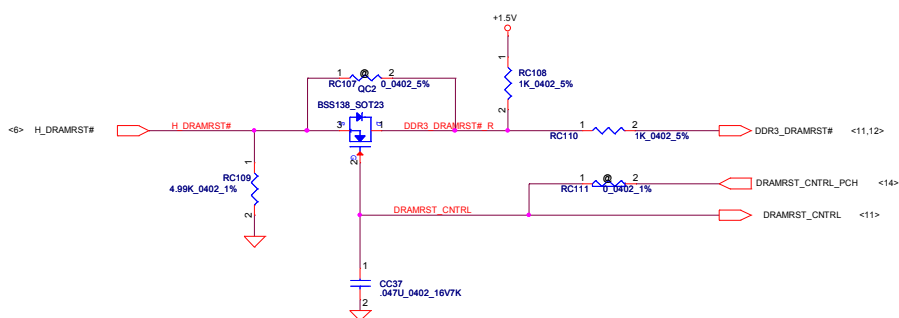 +1.5V
1 @ 2
RC107 0_0402_5%
QC2
BSS138_SOT23
1
RC108
1K_0402_5%
2
<6> H_DRAMRST# H_DRAMRST# 3 S D 1 DDR3_DRAMRST#_R
1 2
RC110 1K_0402_5%
DDR3_DRAMRST# <11,12>
G
2
1
RC109
4.99K_0402_1%
2
1 @ 2
RC111 0_0402_1%
DRAMRST_CNTRL_PCH <14>
DRAMRST_CNTRL
DRAMRST_CNTRL <11>
1
CC37
.047U_0402_16V7K
2